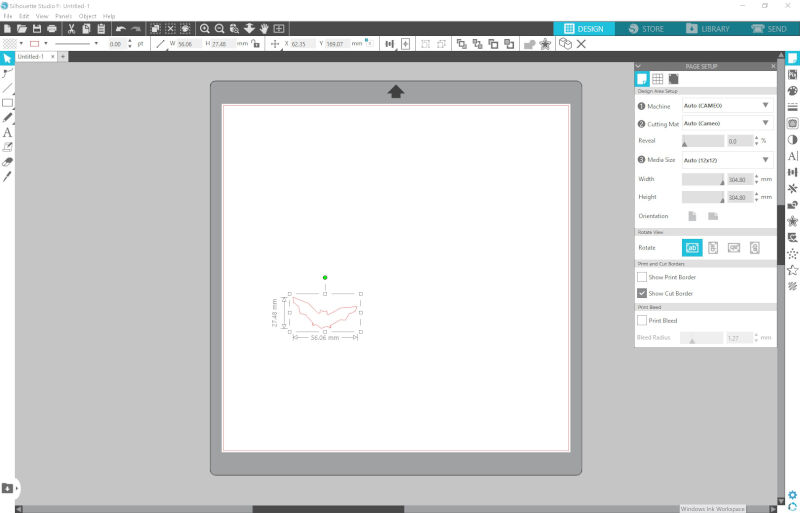 Silhouette Studio®: Untitled-1
File Edit View Panels Object Help
DESIGN STORE LIBRARY SEND
0.00 pt W 56.06 H 27.48 X 62.35 Y 169.07
Untitled-1 × +
PAGE SETUP
Design Area Setup
1 Machine Auto (CAMEO)
2 Cutting Mat Auto (Cameo)
Reveal 0.0 %
3 Media Size Auto (12x12)
Width 304.80 mm
Height 304.80 mm
Orientation
Rotate View
Rotate
Print and Cut Borders
Show Print Border
Show Cut Border
Print Bleed
Print Bleed
Bleed Radius 1.27 mm
27.48 mm
56.06 mm
Windows Ink Workspace